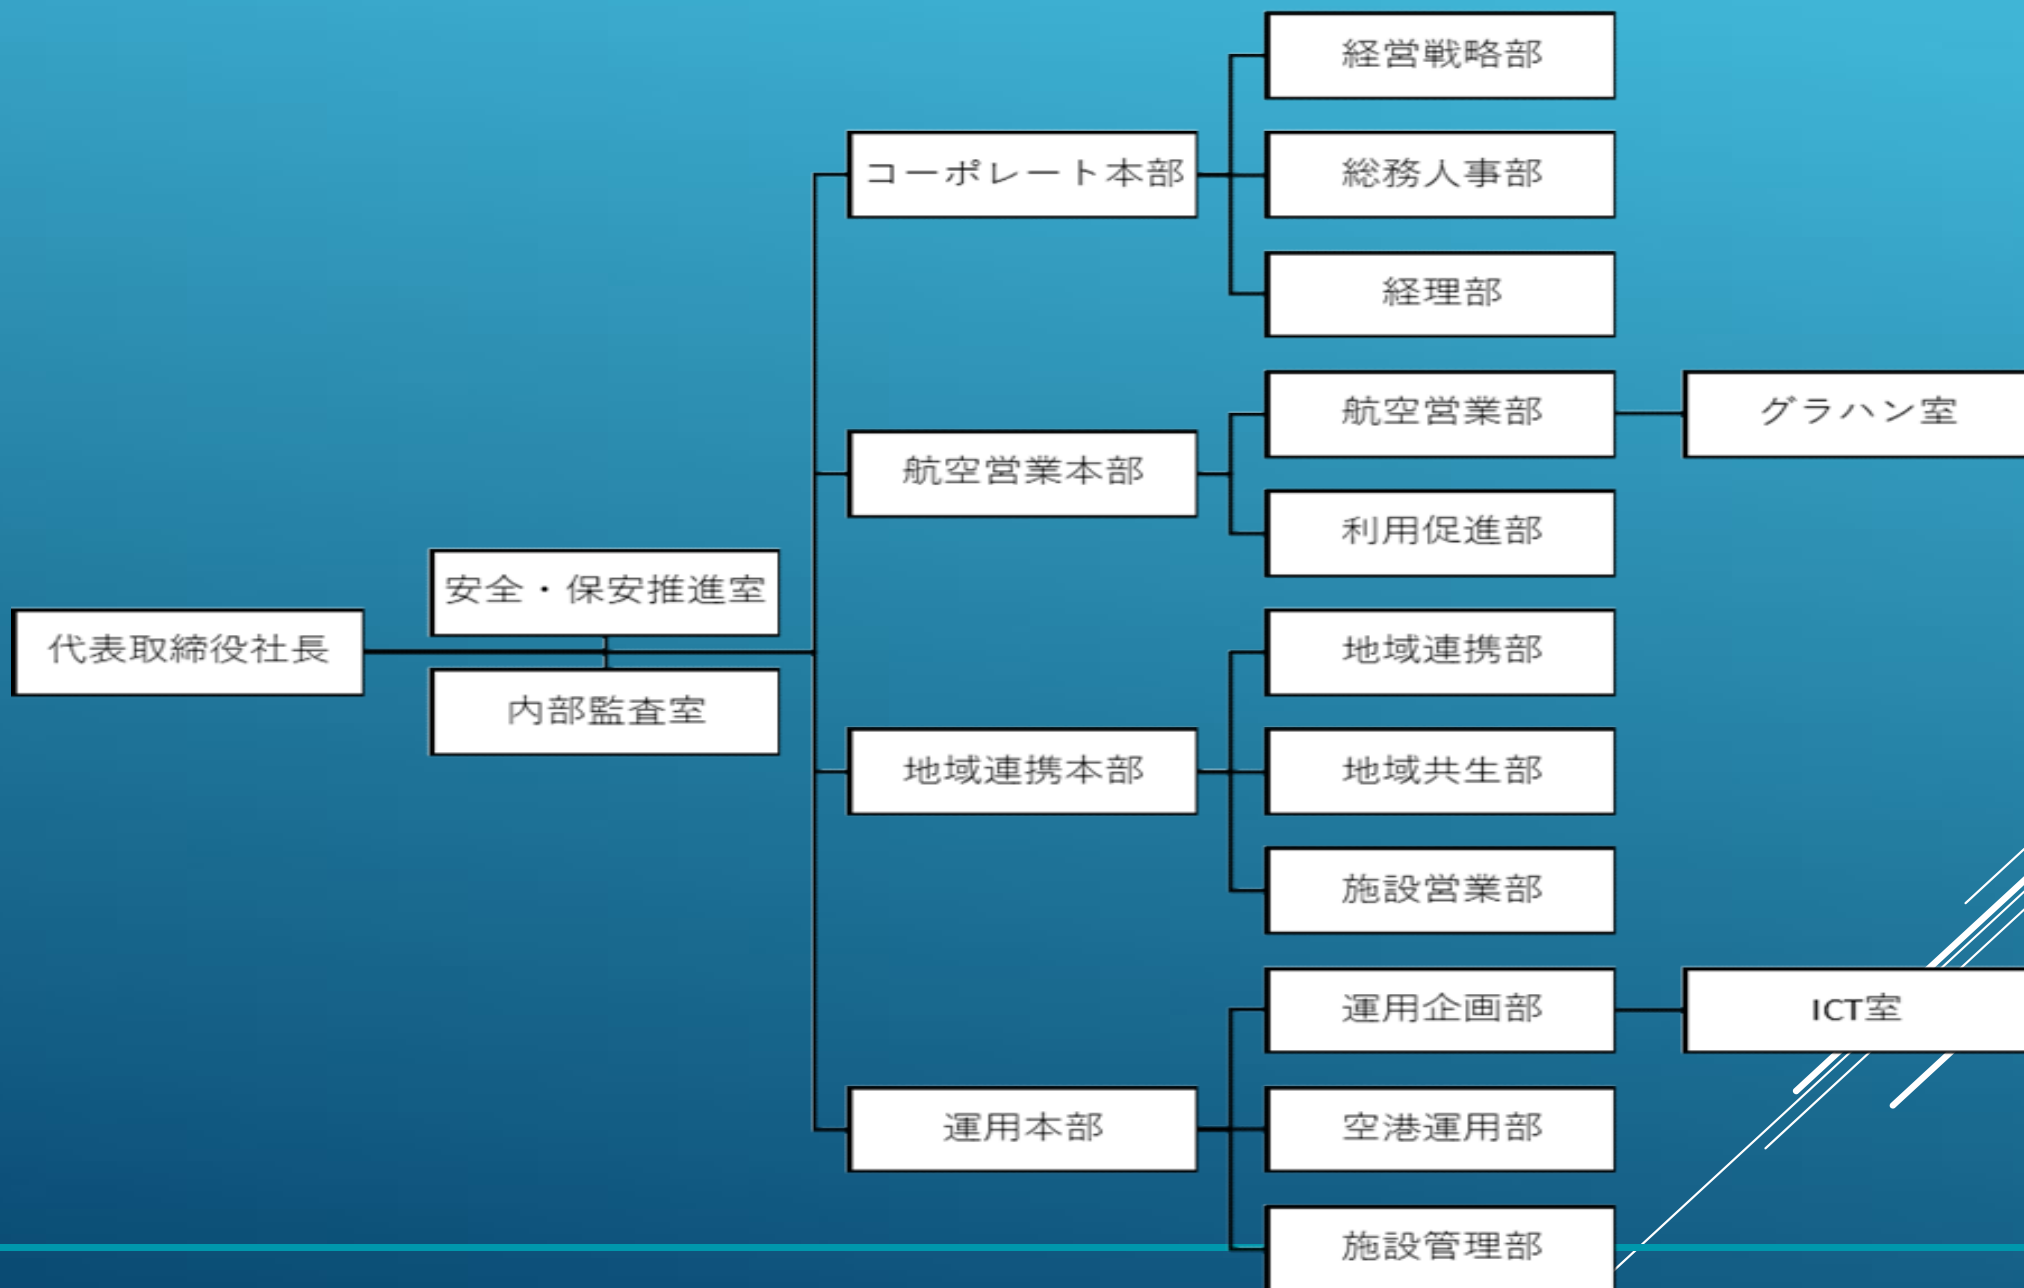 代表取締役社長
安全・保安推進室
内部監査室
コーポレート本部
経営戦略部
総務人事部
経理部
航空営業本部
航空営業部
グラハン室
利用促進部
地域連携本部
地域連携部
地域共生部
施設営業部
運用本部
運用企画部
ICT室
空港運用部
施設管理部